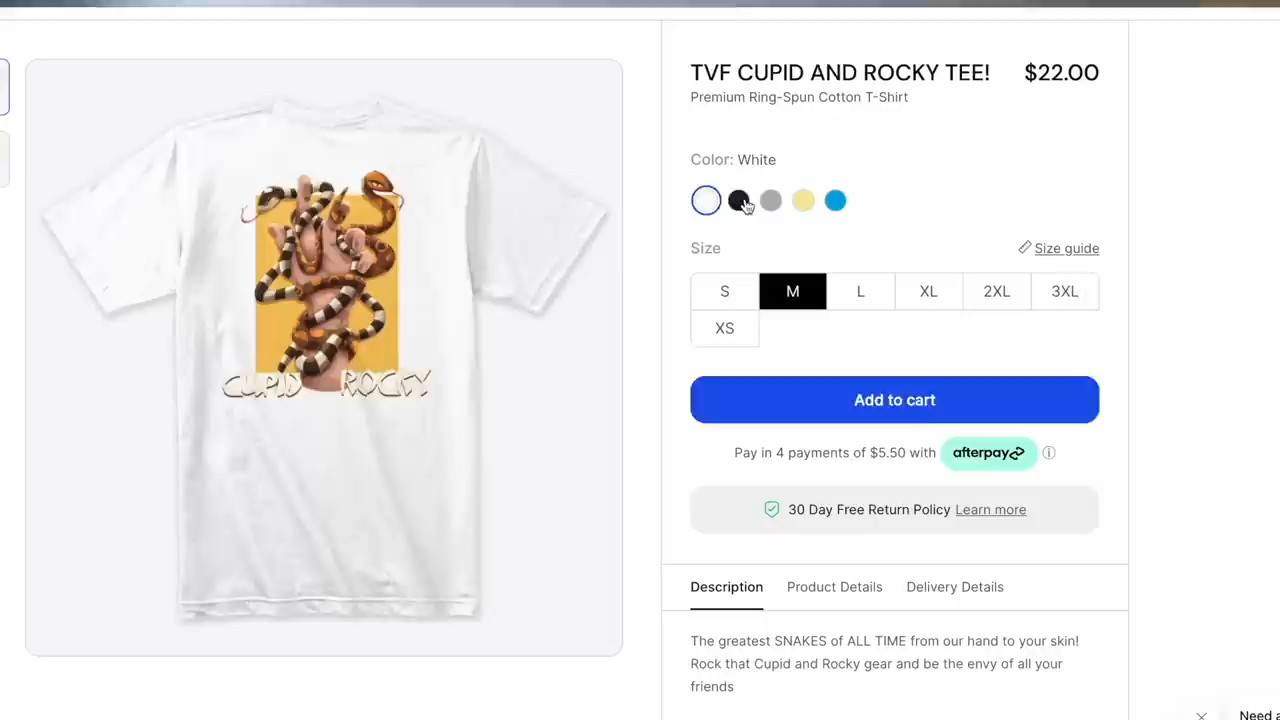 TVF CUPID AND ROCKY TEE! $22.00
Premium Ring-Spun Cotton T-Shirt
Color: White
Size
Size guide
S M L XL 2XL 3XL
XS
Add to cart
Pay in 4 payments of $5.50 with afterpay
30 Day Free Return Policy Learn more
Description Product Details Delivery Details
The greatest SNAKES of ALL TIME from our hand to your skin!
Rock that Cupid and Rocky gear and be the envy of all your
friends
CUPID ROCKY
Need